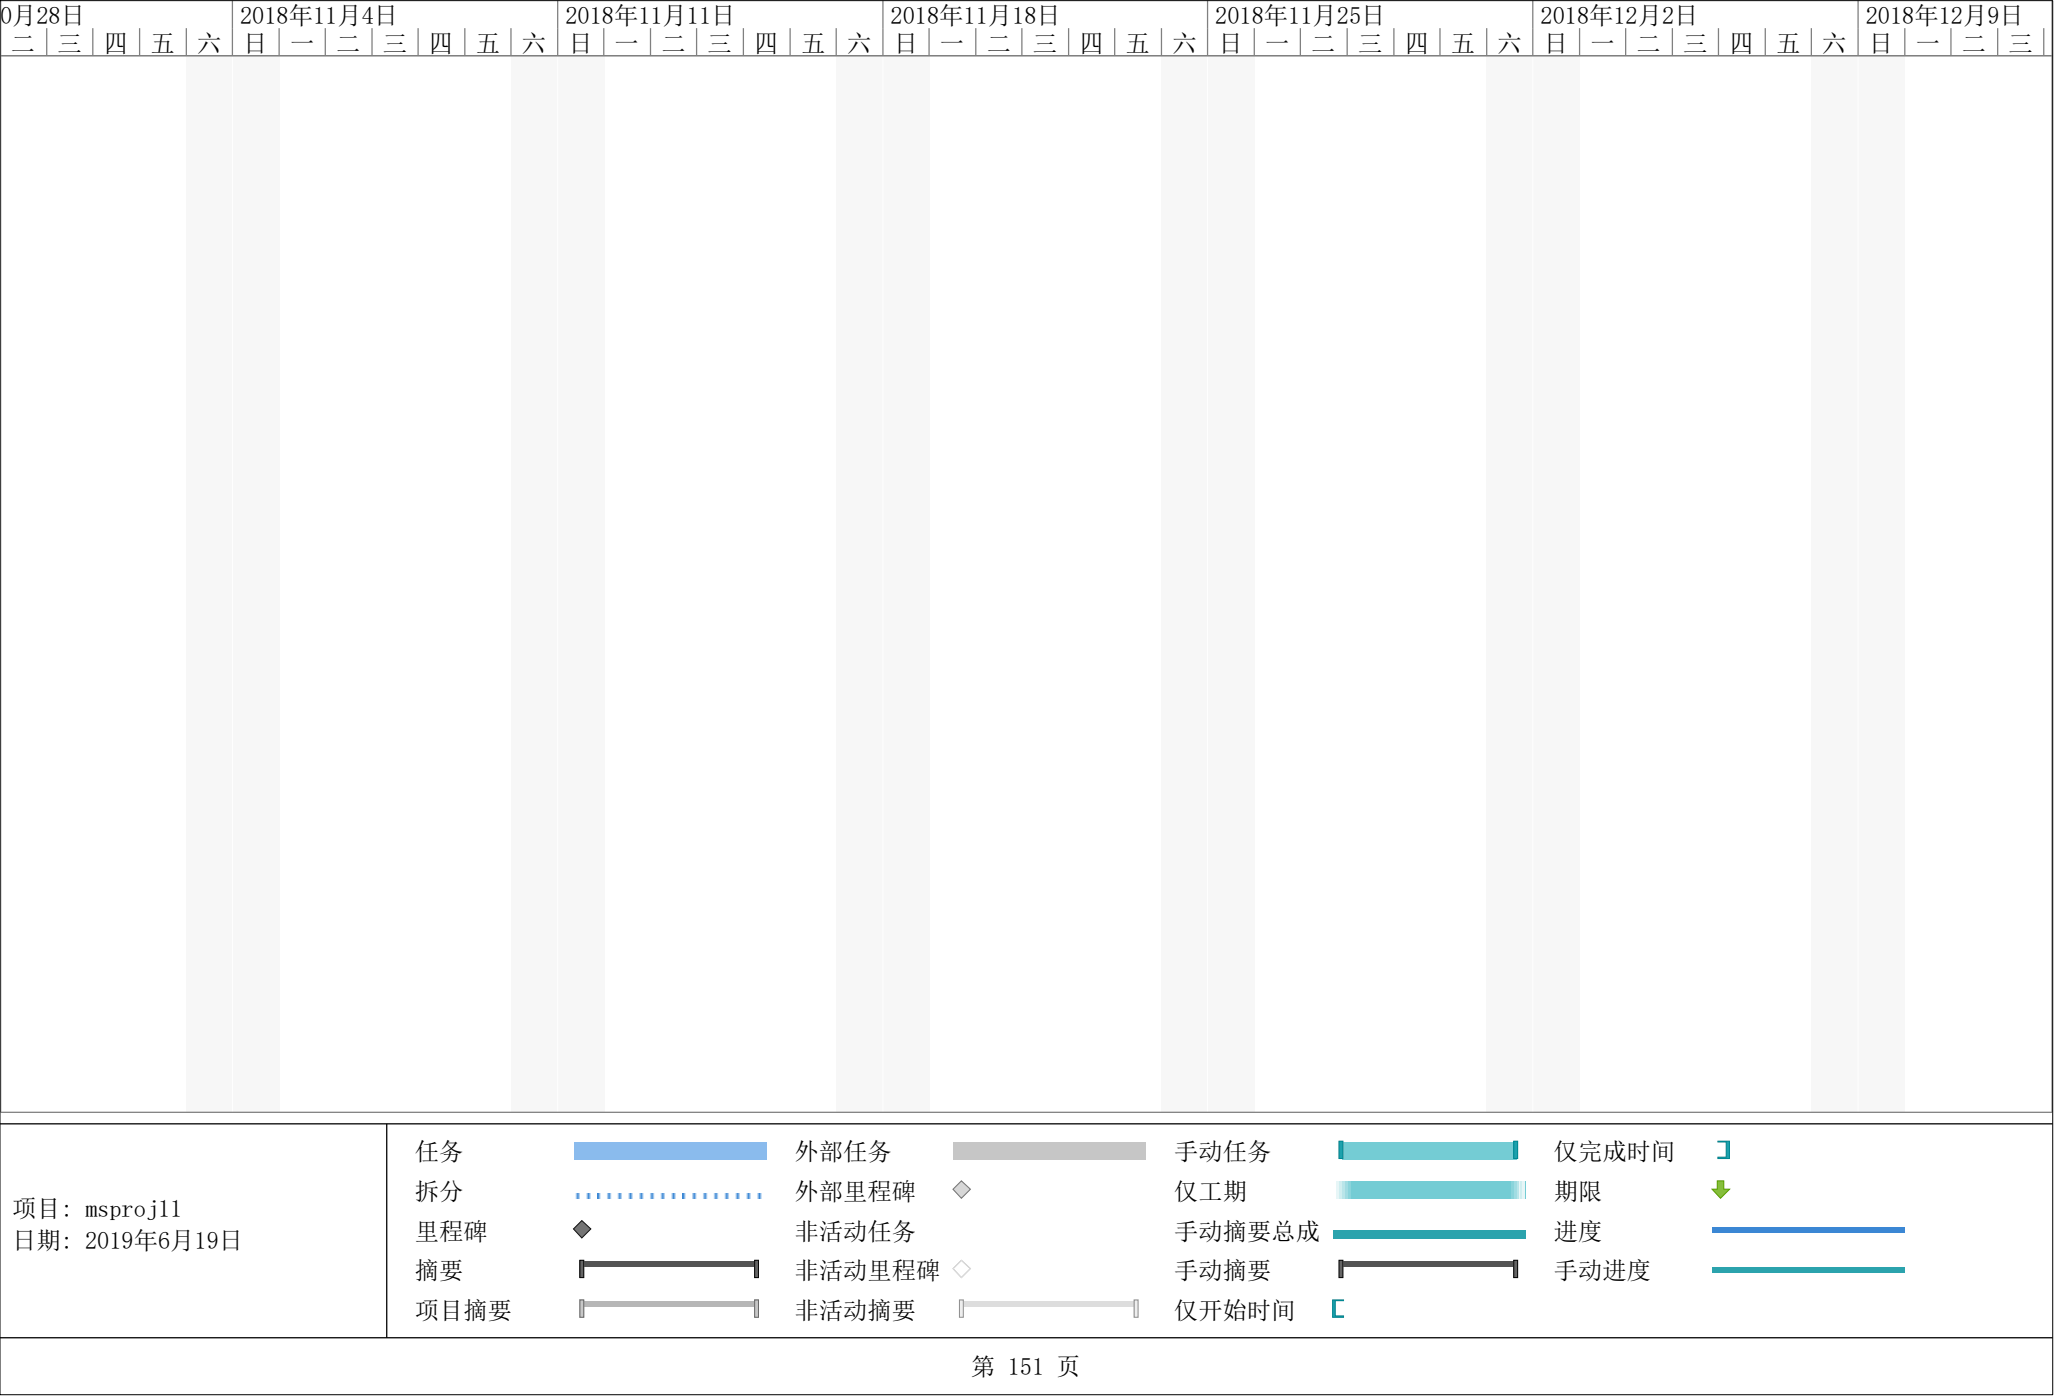 0月28日 2018年11月4日 2018年11月11日 2018年11月18日 2018年11月25日 2018年12月2日 2018年12月9日
二 三 四 五 六 日 一 二 三 四 五 六 日 一 二 三 四 五 六 日 一 二 三 四 五 六 日 一 二 三 四 五 六 日 一 二 三 四 五 六 日 一 二 三
项目: msproj11
日期: 2019年6月19日
任务 外部任务 手动任务 仅完成时间
拆分 外部里程碑 仅工期 期限
里程碑 非活动任务 手动摘要总成 进度
摘要 非活动里程碑 手动摘要 手动进度
项目摘要 非活动摘要 仅开始时间
第 151 页